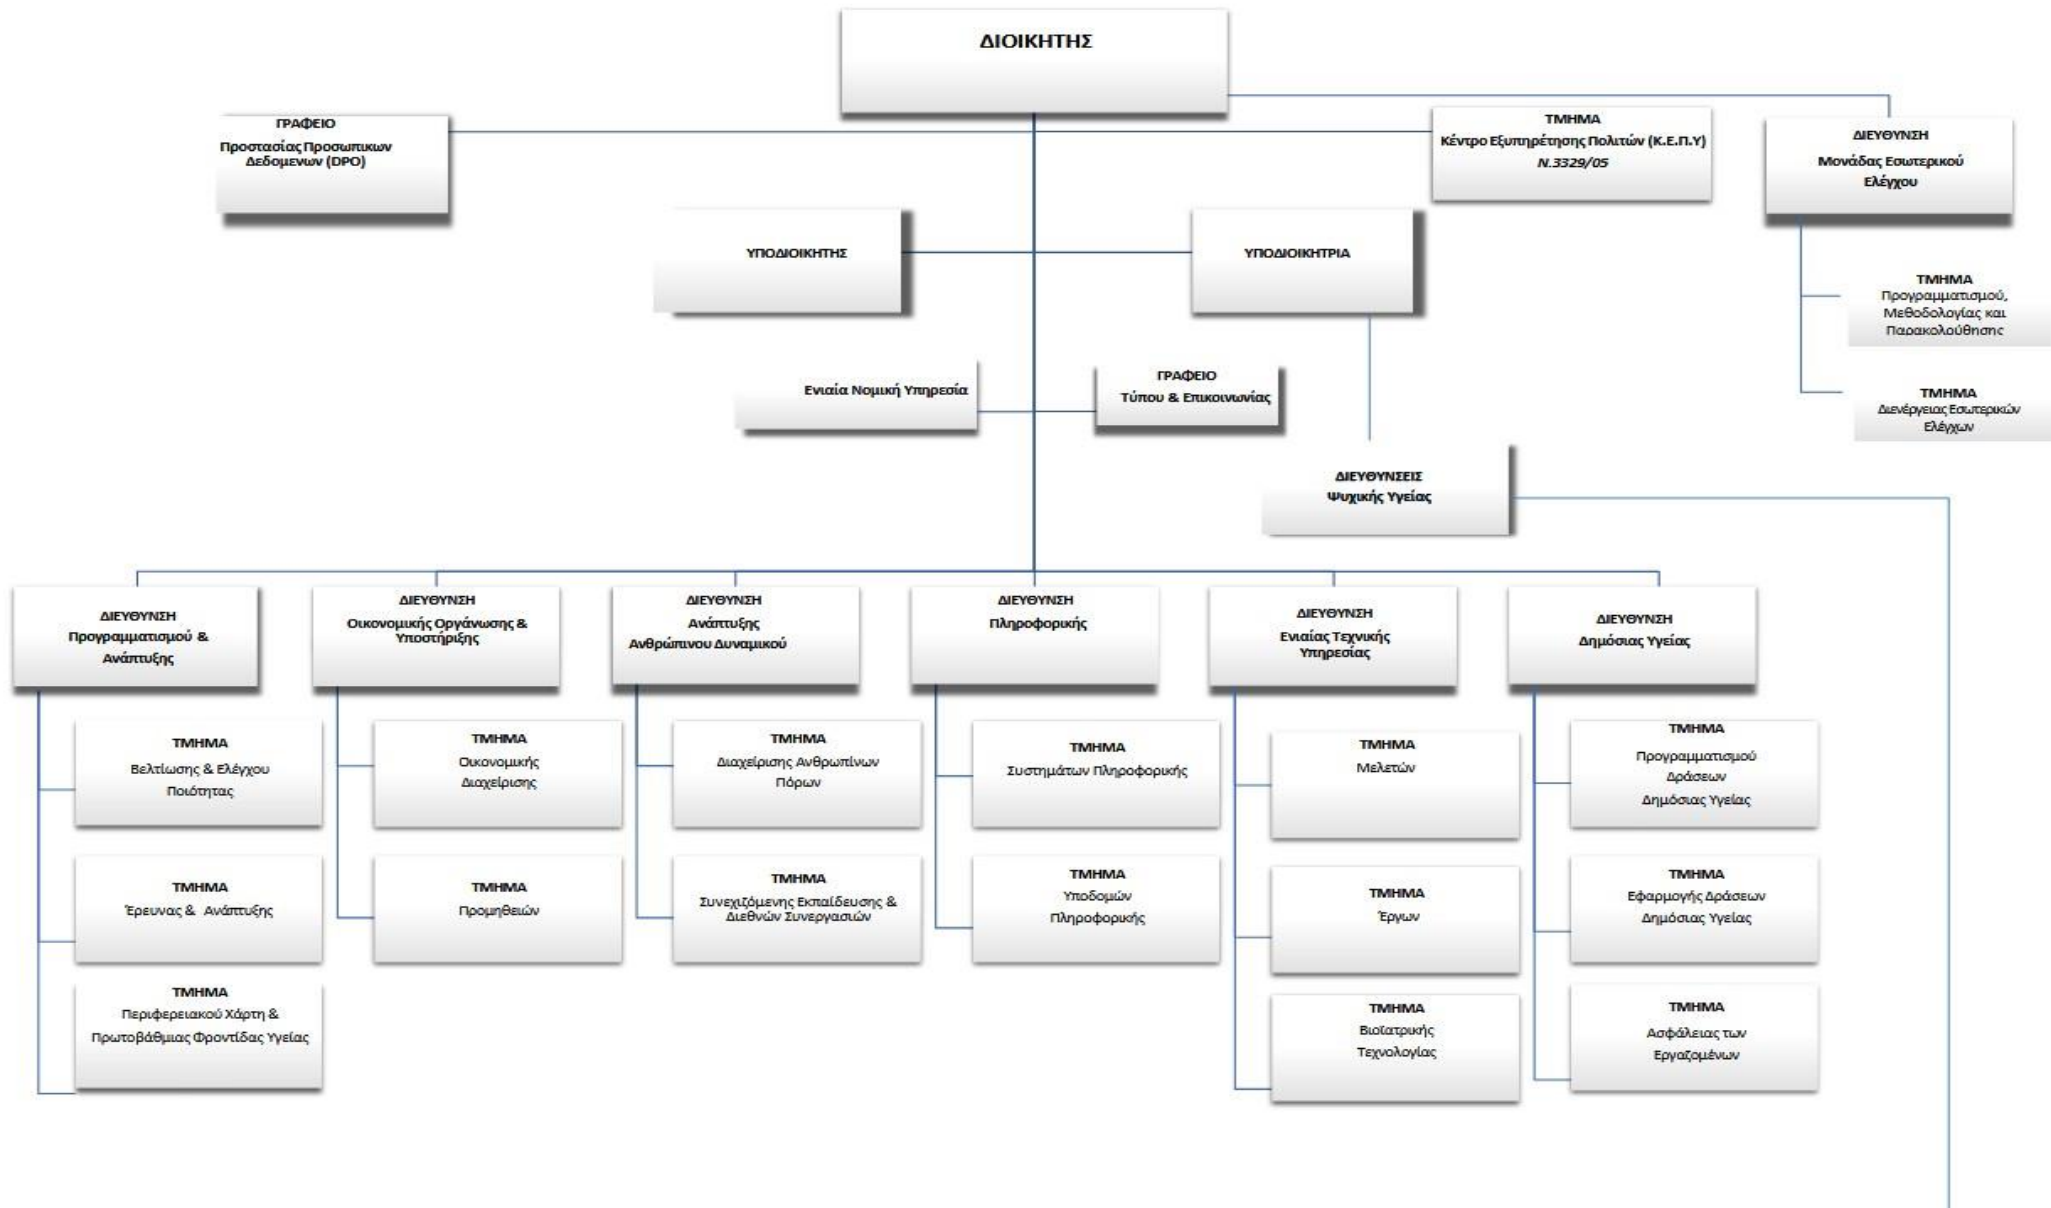 ΔΙΟΙΚΗΤΗΣ
ΓΡΑΦΕΙΟ
Προστασίας Προσωπικων
Δεδομενων (DPO)
ΤΜΗΜΑ
Κέντρο Εξυπηρέτησης Πολιτών (Κ.Ε.Π.Υ)
Ν.3329/05
ΔΙΕΥΘΥΝΣΗ
Μονάδας Εσωτερικού
Ελέγχου
ΥΠΟΔΙΟΙΚΗΤΗΣ
ΥΠΟΔΙΟΙΚΗΤΡΙΑ
ΤΜΗΜΑ
Προγραμματισμού,
Μεθοδολογίας και
Παρακολούθησης
Ενιαία Νομική Υπηρεσία
ΓΡΑΦΕΙΟ
Τύπου & Επικοινωνίας
ΤΜΗΜΑ
Διενέργειας Εσωτερικών
Ελέγχων
ΔΙΕΥΘΥΝΣΕΙΣ
Ψυχικής Υγείας
ΔΙΕΥΘΥΝΣΗ
Προγραμματισμού &
Ανάπτυξης
ΔΙΕΥΘΥΝΣΗ
Οικονομικής Οργάνωσης &
Υποστήριξης
ΔΙΕΥΘΥΝΣΗ
Ανάπτυξης
Ανθρώπινου Δυναμικού
ΔΙΕΥΘΥΝΣΗ
Πληροφορικής
ΔΙΕΥΘΥΝΣΗ
Ενιαίας Τεχνικής
Υπηρεσίας
ΔΙΕΥΘΥΝΣΗ
Δημόσιας Υγείας
ΤΜΗΜΑ
Βελτίωσης & Ελέγχου
Ποιότητας
ΤΜΗΜΑ
Οικονομικής
Διαχείρισης
ΤΜΗΜΑ
Διαχείρισης Ανθρωπίνων
Πόρων
ΤΜΗΜΑ
Συστημάτων Πληροφορικής
ΤΜΗΜΑ
Μελετών
ΤΜΗΜΑ
Προγραμματισμού
Δράσεων
Δημόσιας Υγείας
ΤΜΗΜΑ
Έρευνας & Ανάπτυξης
ΤΜΗΜΑ
Προμηθειών
ΤΜΗΜΑ
Συνεχιζόμενης Εκπαίδευσης &
Διεθνών Συνεργασιών
ΤΜΗΜΑ
Υποδομών
Πληροφορικής
ΤΜΗΜΑ
Έργων
ΤΜΗΜΑ
Εφαρμογής Δράσεων
Δημόσιας Υγείας
ΤΜΗΜΑ
Περιφερειακού Χάρτη &
Πρωτοβάθμιας Φροντίδας Υγείας
ΤΜΗΜΑ
Βιοϊατρικής
Τεχνολογίας
ΤΜΗΜΑ
Ασφάλειας των
Εργαζομένων